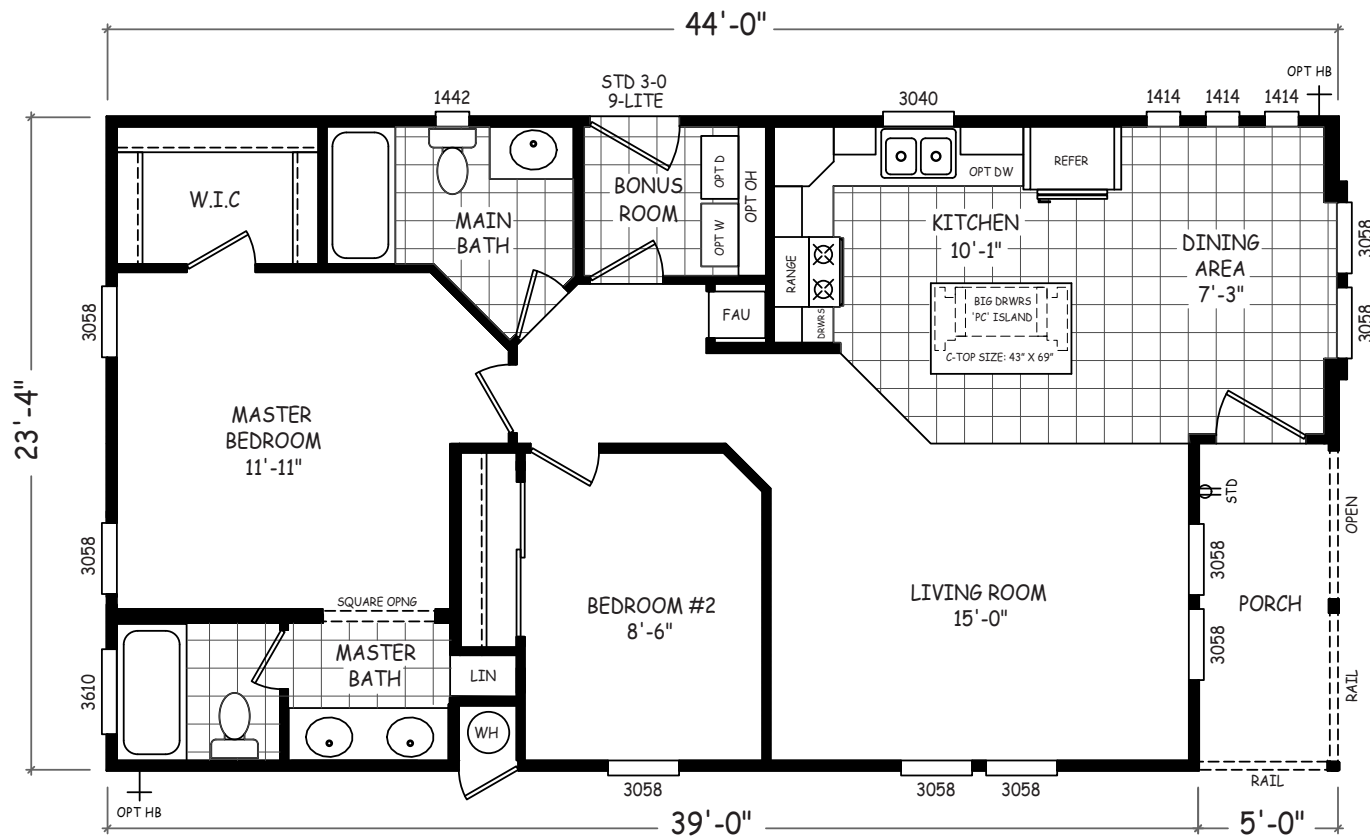 44'-0"
OPT HB
STD 3-0
9-LITE
1442
3040
1414
1414
1414
W.I.C
MAIN
BATH
BONUS
ROOM
OPT D
OPT W
OPT OH
OPT DW
REFER
KITCHEN
10'-1"
DINING
AREA
7'-3"
3058
3058
RANGE
DRWRS
FAU
BIG DRWRS
'PC' ISLAND
C-TOP SIZE: 43" X 69"
3058
23'-4"
MASTER
BEDROOM
11'-11"
3058
STD
OPEN
3058
3058
PORCH
RAIL
RAIL
BEDROOM #2
8'-6"
LIVING ROOM
15'-0"
SQUARE OPNG
MASTER
BATH
LIN
WH
3610
OPT HB
3058
3058
3058
39'-0"
5'-0"